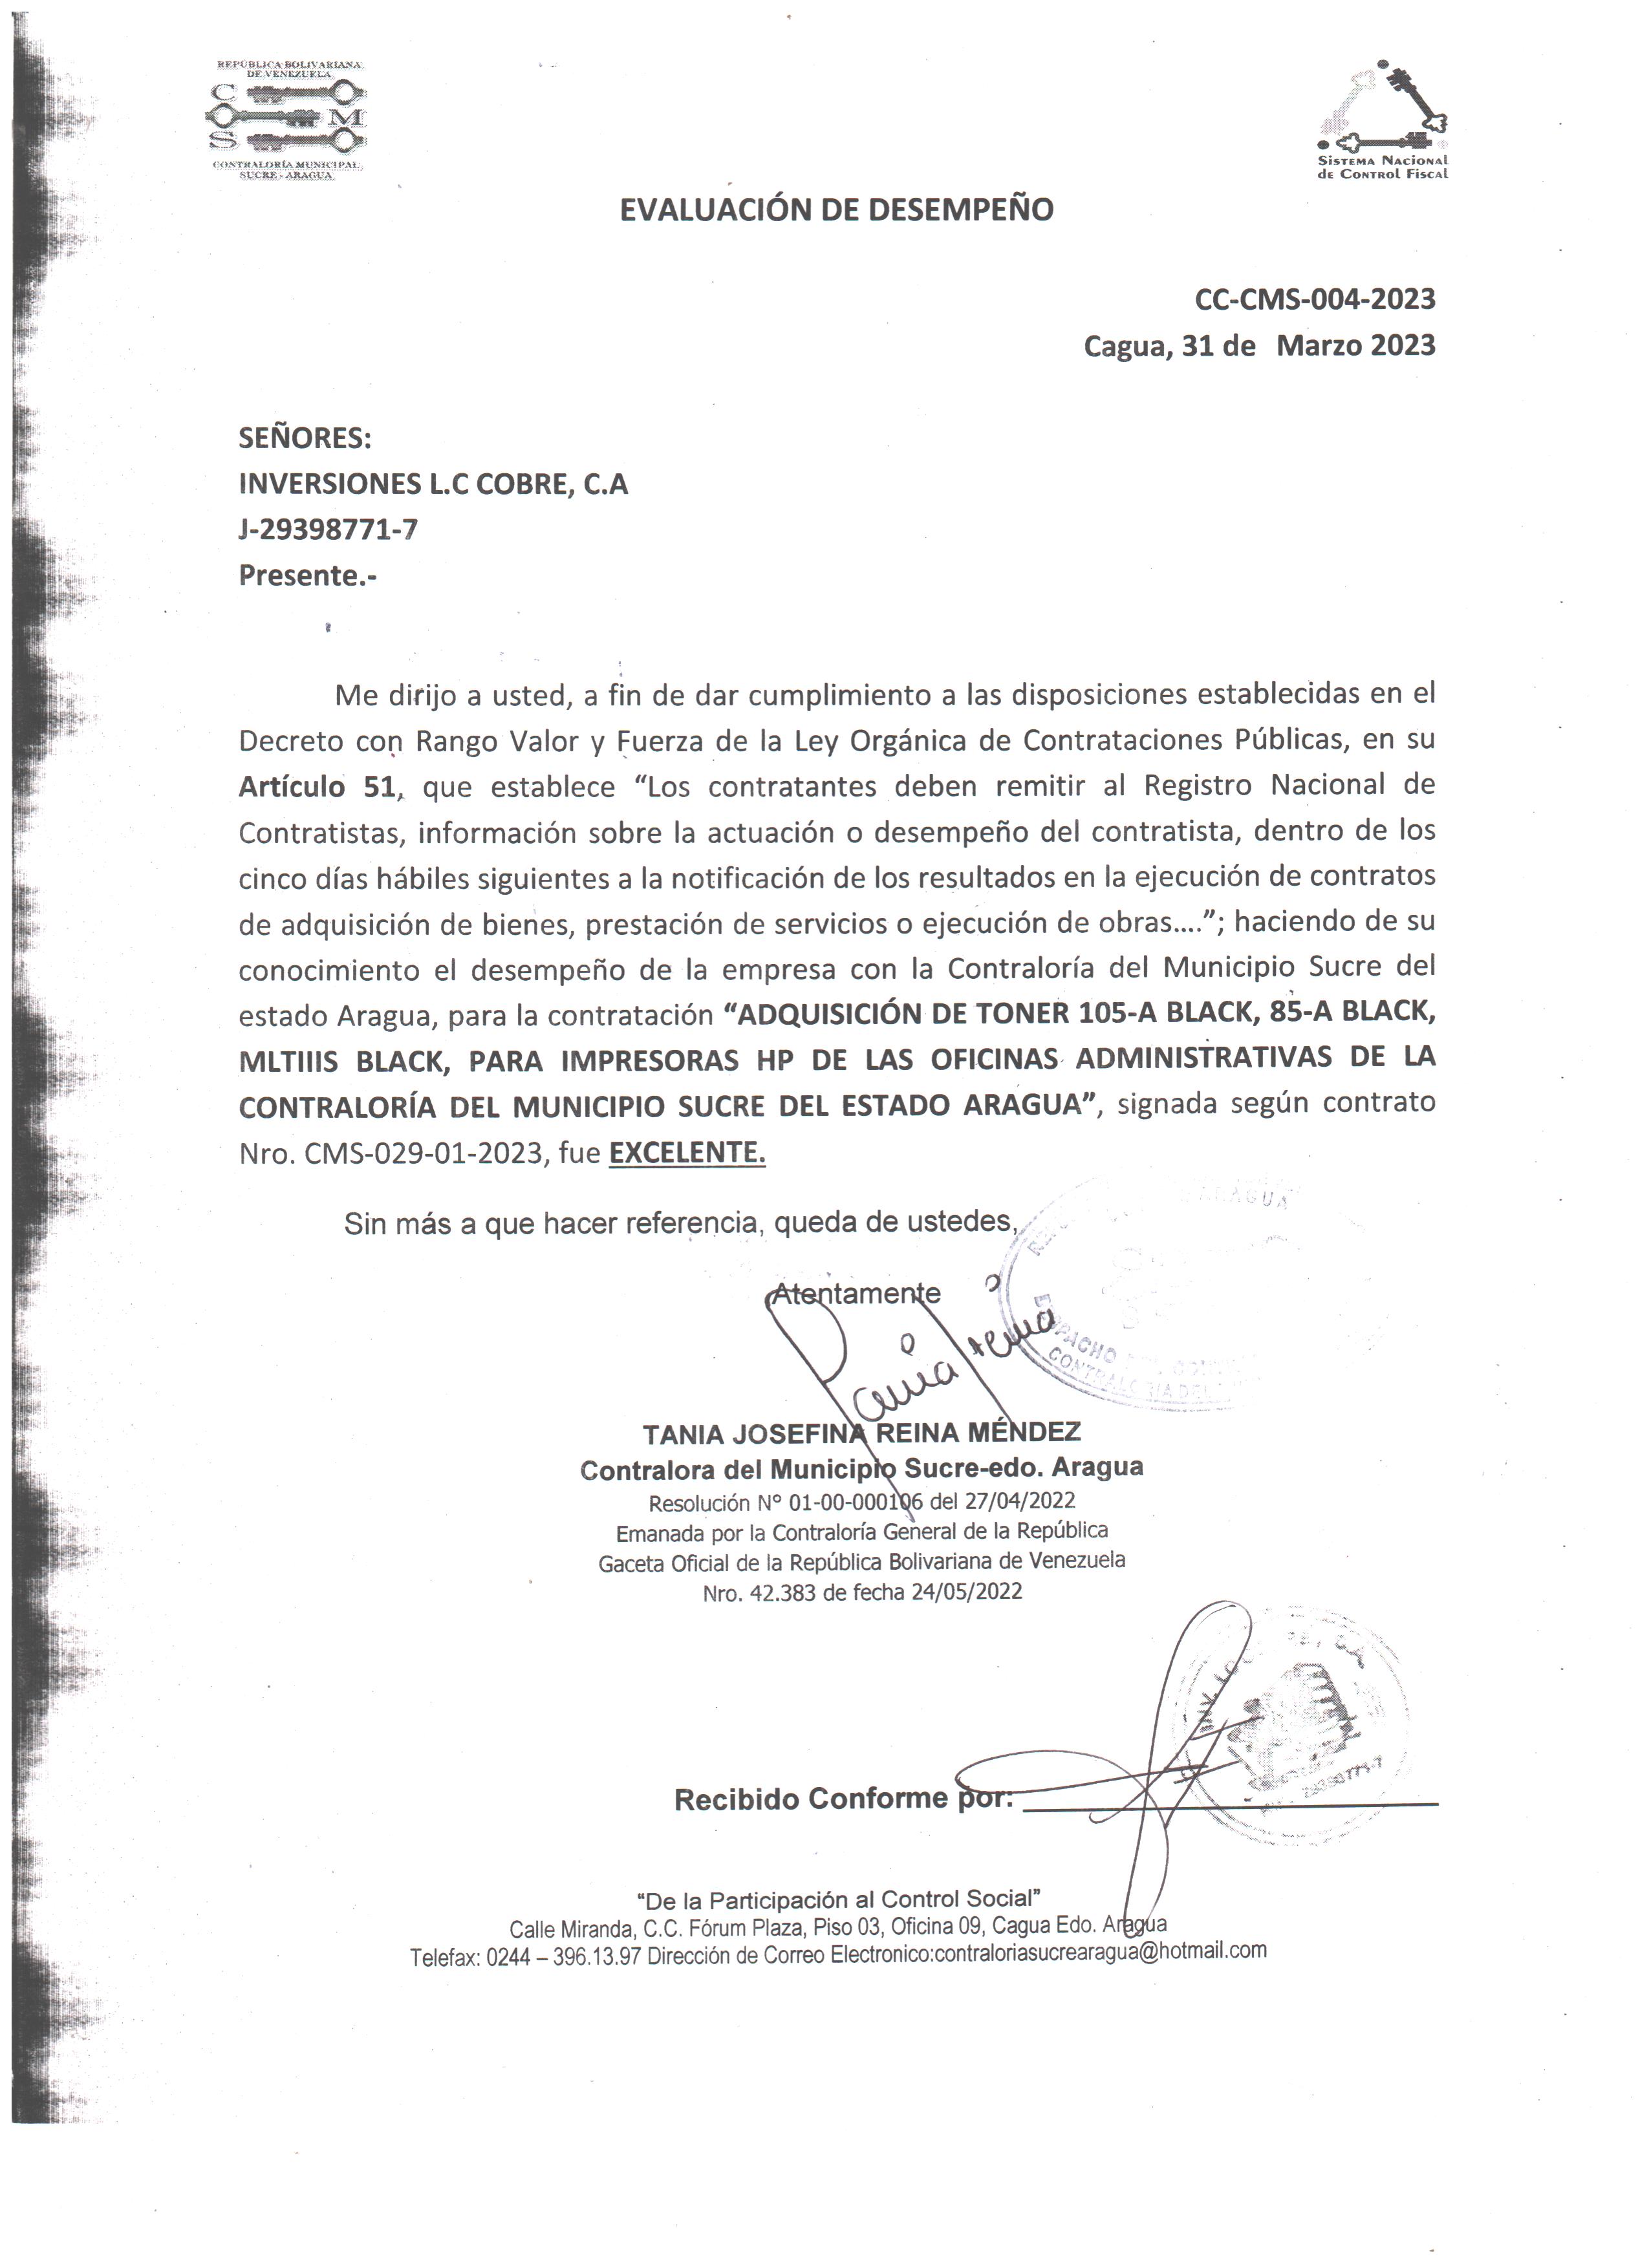 REPÚBLICA BOLIVARIANA
DE VENEZUELA
C
M
S
CONTRALORÍA MUNICIPAL
SUCRE - ARAGUA
Sistema Nacional
de Control Fiscal
EVALUACIÓN DE DESEMPEÑO
CC-CMS-004-2023
Cagua, 31 de Marzo 2023
SEÑORES:
INVERSIONES L.C COBRE, C.A
J-29398771-7
Presente.-
Me dirijo a usted, a fin de dar cumplimiento a las disposiciones establecidas en el
Decreto con Rango Valor y Fuerza de la Ley Orgánica de Contrataciones Públicas, en su
Artículo 51, que establece “Los contratantes deben remitir al Registro Nacional de
Contratistas, información sobre la actuación o desempeño del contratista, dentro de los
cinco días hábiles siguientes a la notificación de los resultados en la ejecución de contratos
de adquisición de bienes, prestación de servicios o ejecución de obras....”; haciendo de su
conocimiento el desempeño de la empresa con la Contraloría del Municipio Sucre del
estado Aragua, para la contratación “ADQUISICIÓN DE TONER 105-A BLACK, 85-A BLACK,
MLTIIIS BLACK, PARA IMPRESORAS HP DE LAS OFICINAS ADMINISTRATIVAS DE LA
CONTRALORÍA DEL MUNICIPIO SUCRE DEL ESTADO ARAGUA”, signada según contrato
Nro. CMS-029-01-2023, fue EXCELENTE.
Sin más a que hacer referencia, queda de ustedes,
ARAGUA
Atentamente
DESPACHO
CONTRALORIA DEL
Tania Reina
TANIA JOSEFINA REINA MÉNDEZ
Contralora del Municipio Sucre-edo. Aragua
Resolución N° 01-00-000106 del 27/04/2022
Emanada por la Contraloría General de la República
Gaceta Oficial de la República Bolivariana de Venezuela
Nro. 42.383 de fecha 24/05/2022
INV.
Recibido Conforme por:
“De la Participación al Control Social”
Calle Miranda, C.C. Fórum Plaza, Piso 03, Oficina 09, Cagua Edo. Aragua
Telefax: 0244 – 396.13.97 Dirección de Correo Electronico:contraloriasucrearagua@hotmail.com